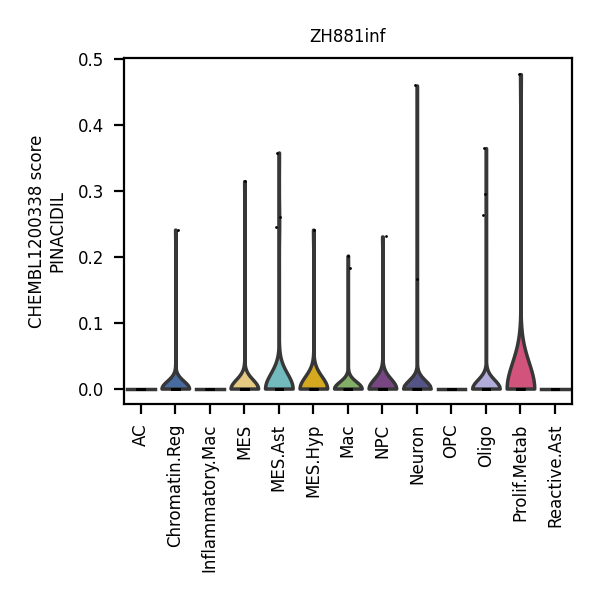 ZH881inf
CHEMBL1200338 score
PINACIDIL
0.5
0.4
0.3
0.2
0.1
0.0
AC
Chromatin.Reg
Inflammatory.Mac
MES
MES.Ast
MES.Hyp
Mac
NPC
Neuron
OPC
Oligo
Prolif.Metab
Reactive.Ast